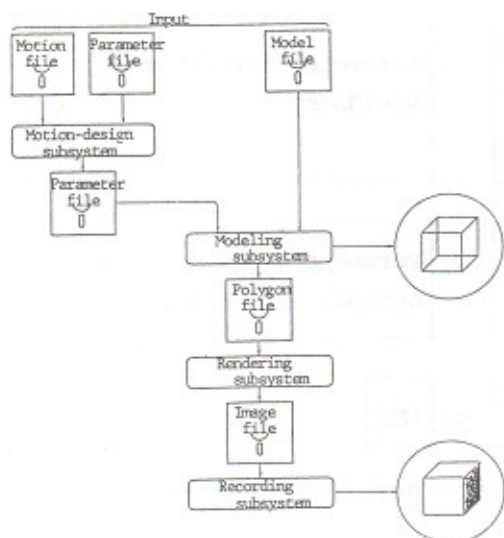 Input
Motion
file
Parameter
file
Model
file
Motion-design
subsystem
Parameter
file
Modeling
subsystem
Polygon
file
Rendering
subsystem
Image
file
Recording
subsystem